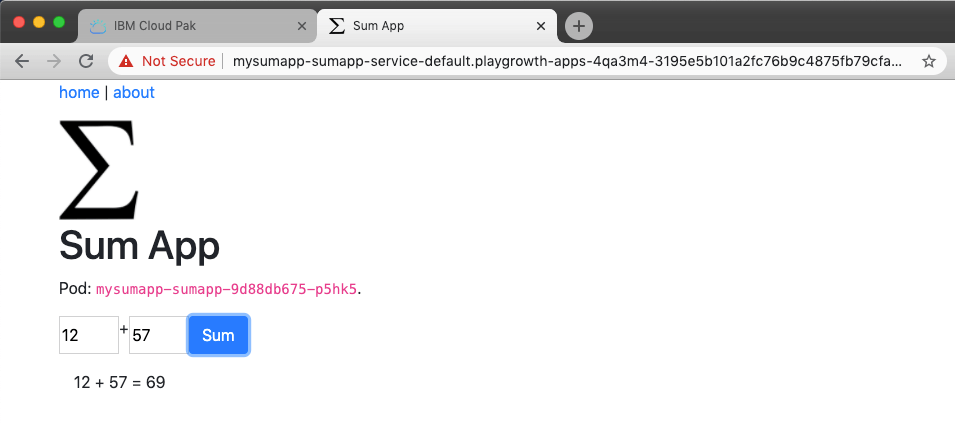 IBM Cloud Pak
Sum App
Not Secure | mysumapp-sumapp-service-default.playgrowth-apps-4qa3m4-3195e5b101a2fc76b9c4875fb79cfa...
home | about
Σ
Sum App
Pod: mysumapp-sumapp-9d88db675-p5hk5.
12 + 57 Sum
12 + 57 = 69